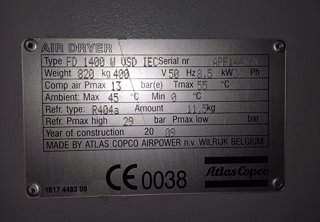 AIR DRYER
Type FD 1400 W VSD IEC Serial nr
Weight 820 kg 400 V 50 Hz 8,5 kW Ph
Comp air Pmax 13 bar(e) Tmax 55 °C
Ambient: Max 45 °C Min 0 °C
Refr. type: R404a Amount 11,5kg
Refr. Pmax high 29 bar Pmax low bar
Year of construction 20 09
MADE BY ATLAS COPCO AIRPOWER n.v. WILRIJK BELGIUM
CE 0038 Atlas Copco
1617 4483 00